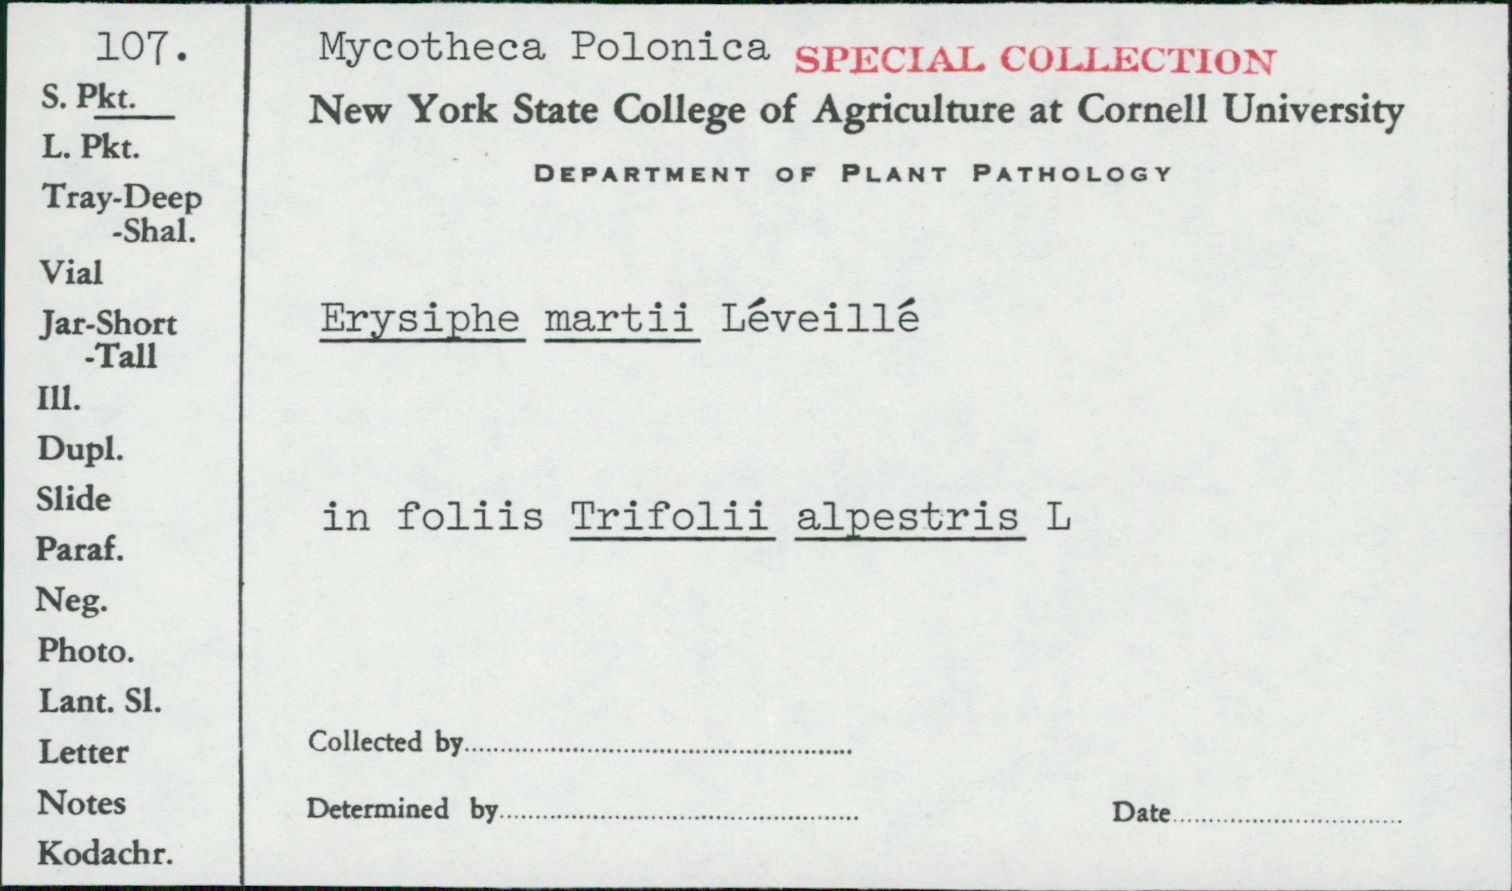 107.
S. Pkt.
L. Pkt.
Tray-Deep
-Shal.
Vial
Jar-Short
-Tall
Ill.
Dupl.
Slide
Paraf.
Neg.
Photo.
Lant. Sl.
Letter
Notes
Kodachr.
Mycotheca Polonica SPECIAL COLLECTION
New York State College of Agriculture at Cornell University
DEPARTMENT OF PLANT PATHOLOGY
Erysiphe martii Léveillé
in foliis Trifolii alpestris L
Collected by
Determined by Date